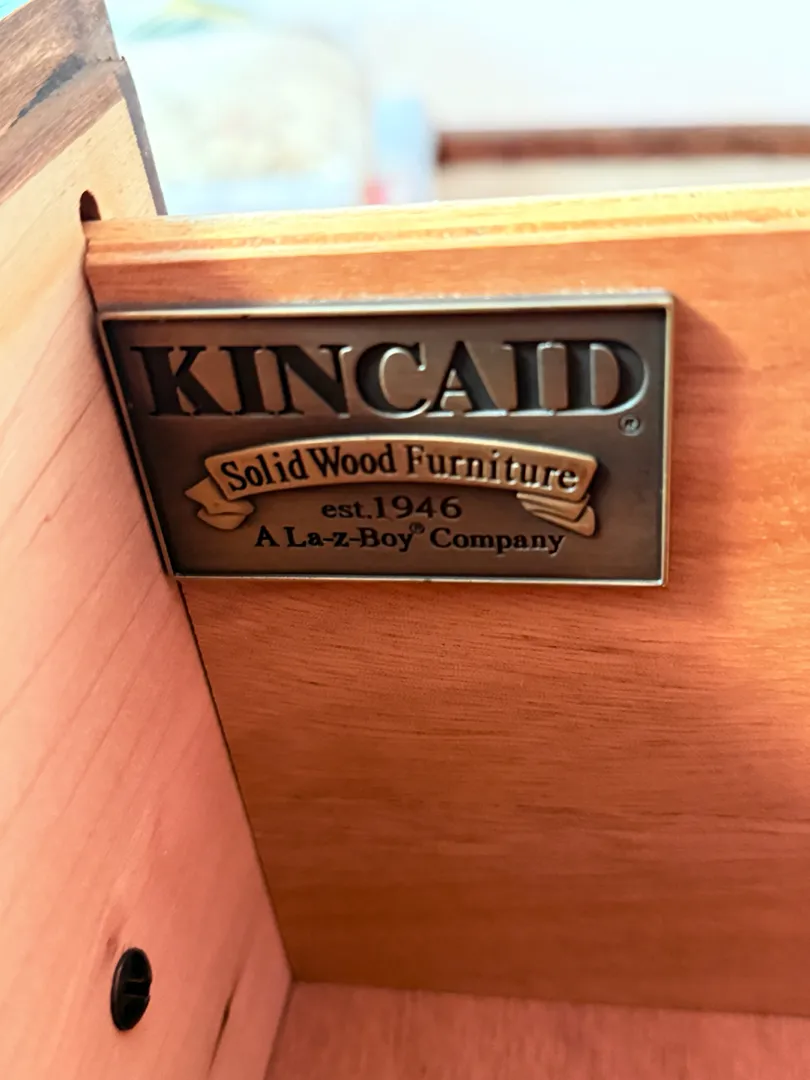 KINCAID®
Solid Wood Furniture
est.1946
A La-z-Boy® Company